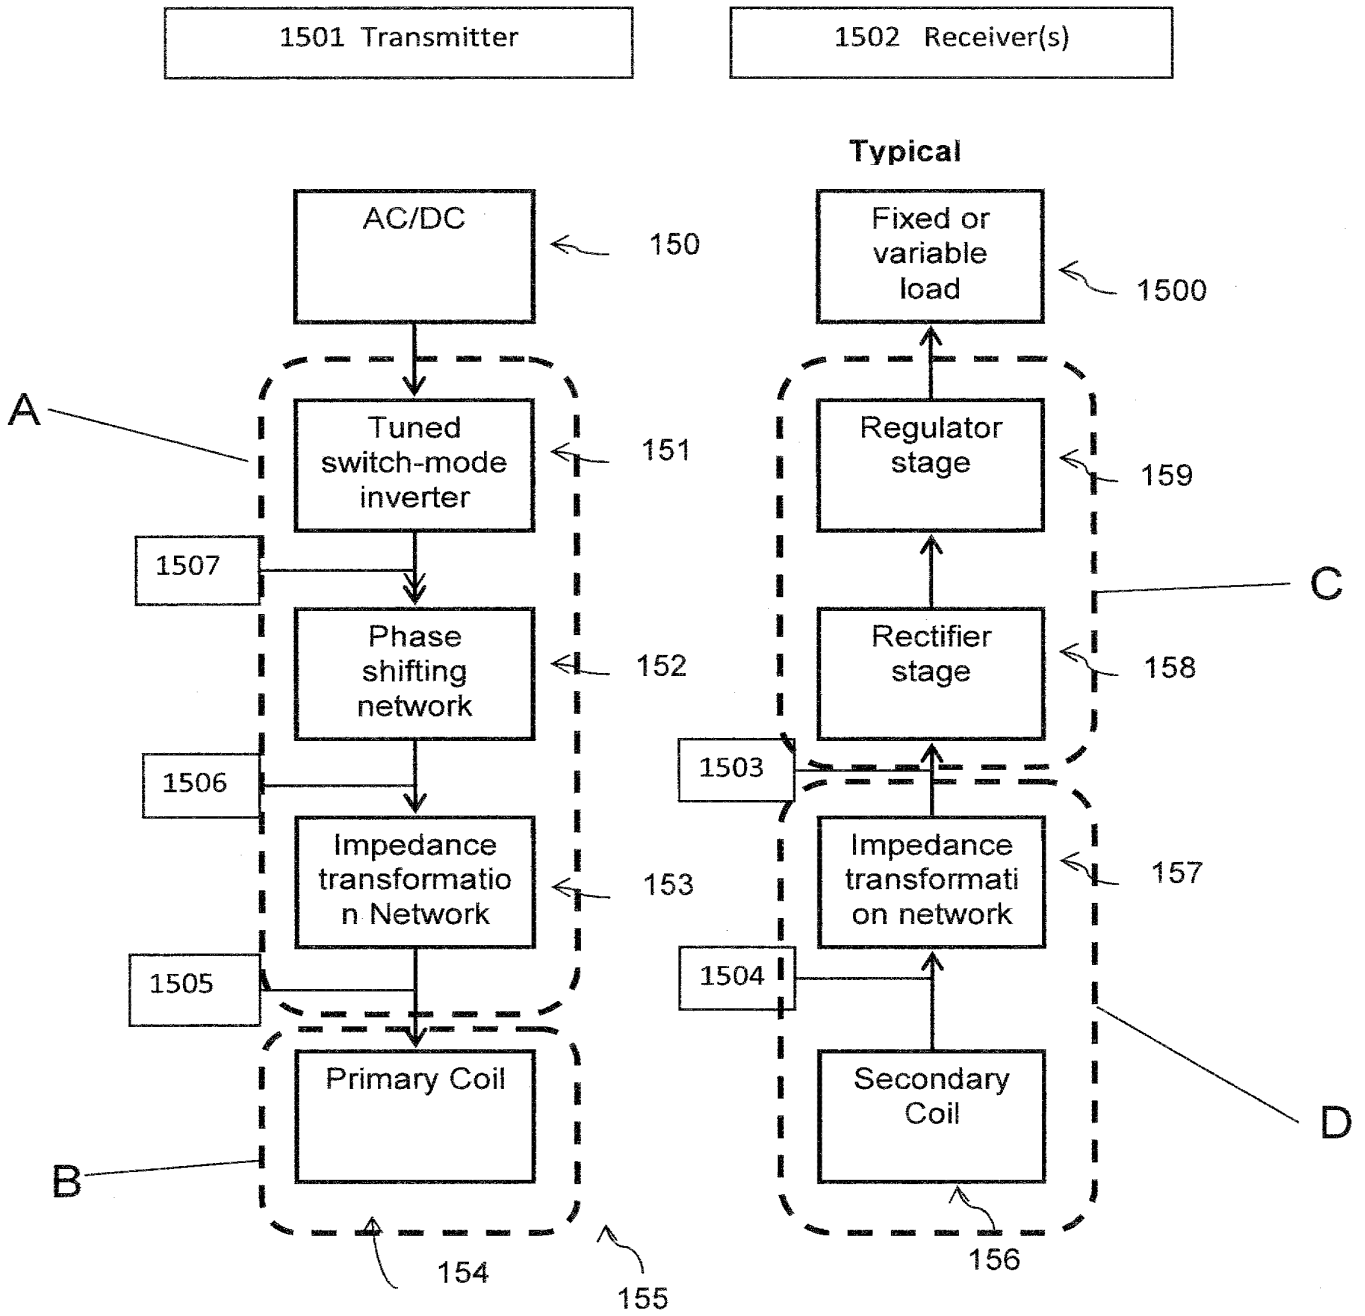 1501 Transmitter
1502 Receiver(s)
Typical
AC/DC
150
Fixed or
variable
load
1500
A
Tuned
switch-mode
inverter
151
Regulator
stage
159
1507
C
Phase
shifting
network
152
Rectifier
stage
158
1506
1503
Impedance
transformatio
n Network
153
Impedance
transformati
on network
157
1505
1504
Primary Coil
Secondary
Coil
D
B
154
155
156